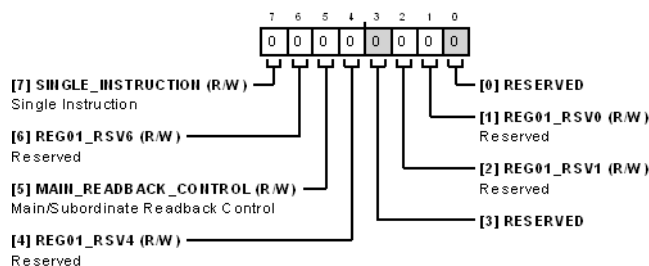 7 6 5 4 3 2 1 0
0 0 0 0 0 0 0 0
[7] SINGLE_INSTRUCTION (R/W)
Single Instruction
[6] REG01_RSV6 (R/W)
Reserved
[5] MAIN_READBACK_CONTROL (R/W)
Main/Subordinate Readback Control
[4] REG01_RSV4 (R/W)
Reserved
[0] RESERVED
[1] REG01_RSV0 (R/W)
Reserved
[2] REG01_RSV1 (R/W)
Reserved
[3] RESERVED